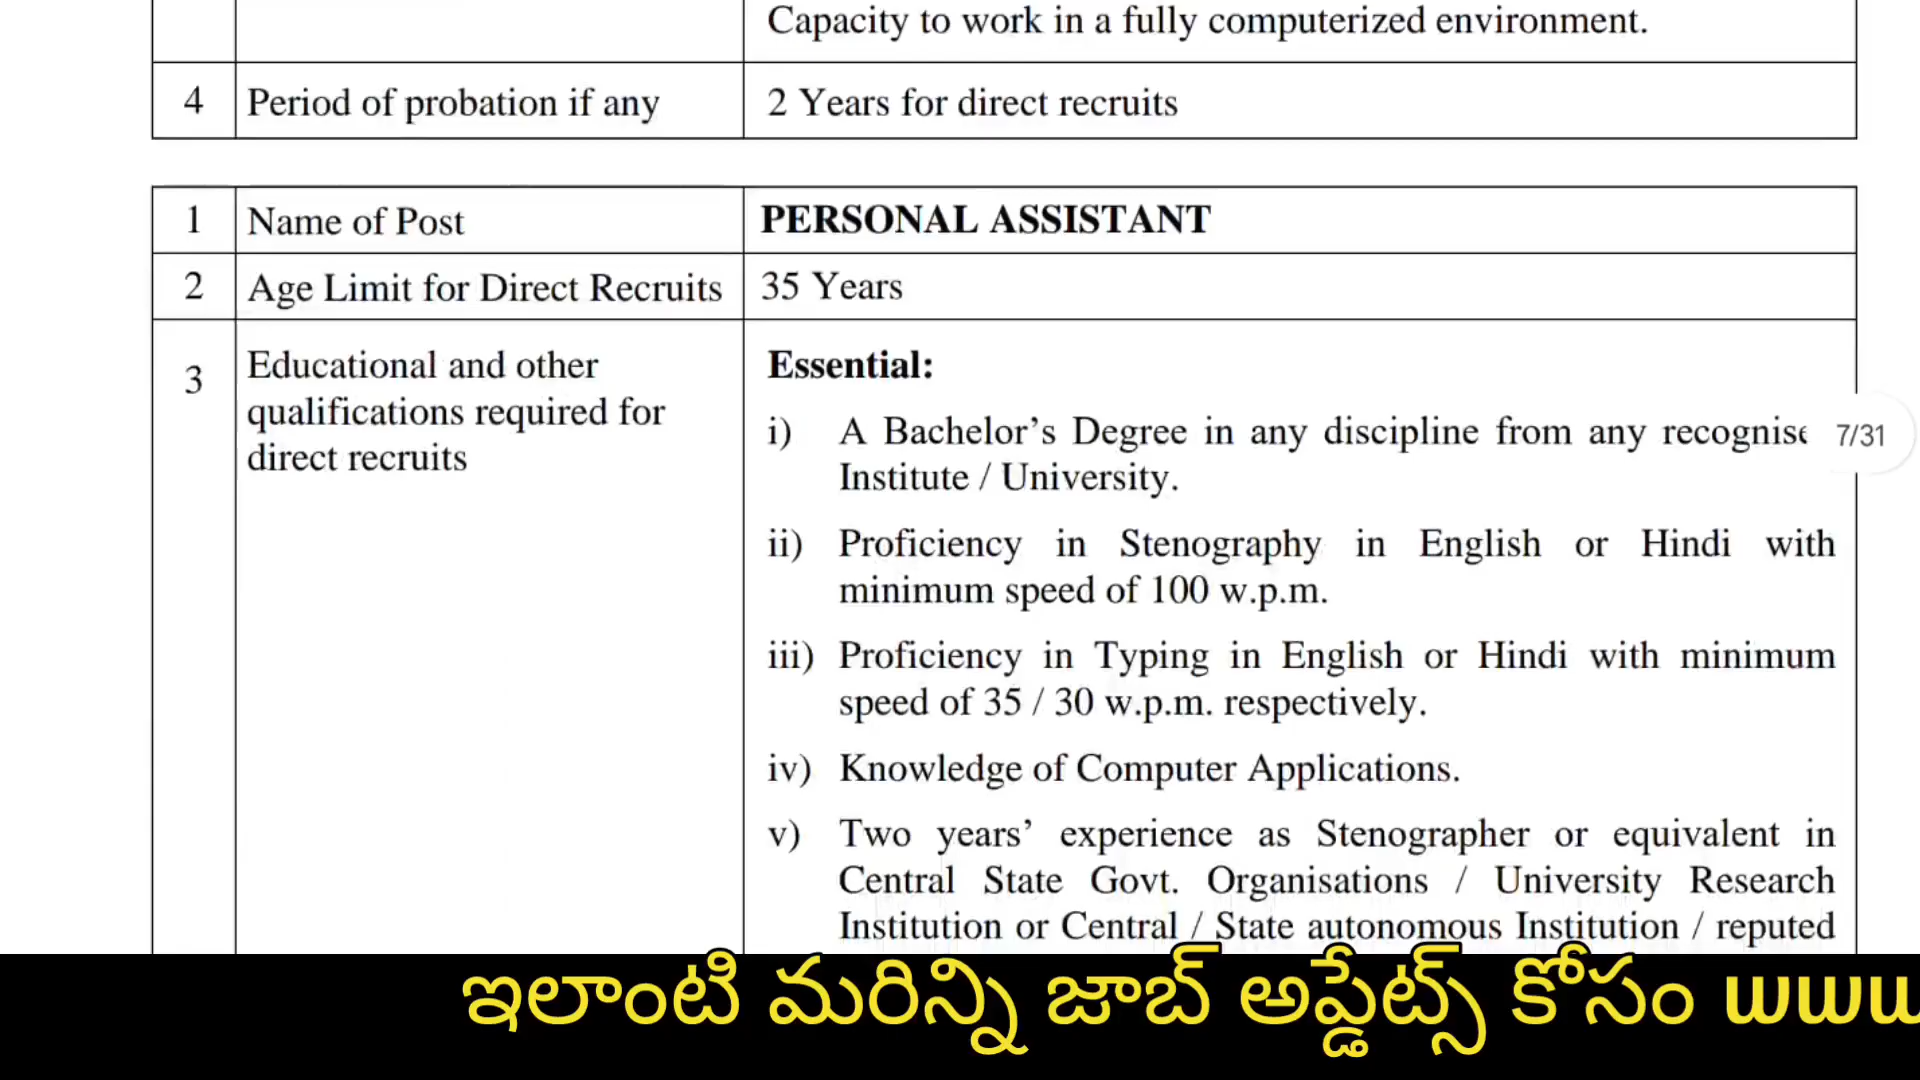 Capacity to work in a fully computerized environment.
4 Period of probation if any 2 Years for direct recruits
1 Name of Post PERSONAL ASSISTANT
2 Age Limit for Direct Recruits 35 Years
3 Educational and other qualifications required for direct recruits
Essential:
i) A Bachelor's Degree in any discipline from any
Institute / University.
ii) Proficiency in Stenography in English or Hindi with
minimum speed of 100 w.p.m.
iii) Proficiency in Typing in English or Hindi with minimum
speed of 35 / 30 w.p.m. respectively.
iv) Knowledge of Computer Applications.
v) Two years' experience as Stenographer or equivalent in
Central State Govt. Organisations / University Research
Institution or Central / State autonomous Institution / reputed
7/31
ఇలాంటి మరిన్ని జాబ్ అప్డేట్స్ కోసం www